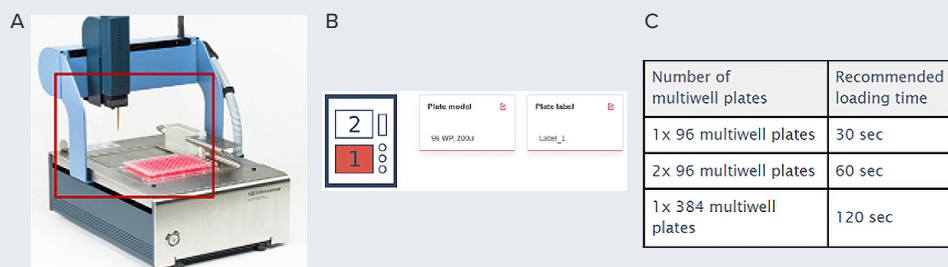 A
B
C
2
1
Plate model
96 WP, 200u
Plate label
Label_1
Number of
multiwell plates
Recommended
loading time
1x 96 multiwell plates
30 sec
2x 96 multiwell plates
60 sec
1x 384 multiwell
plates
120 sec